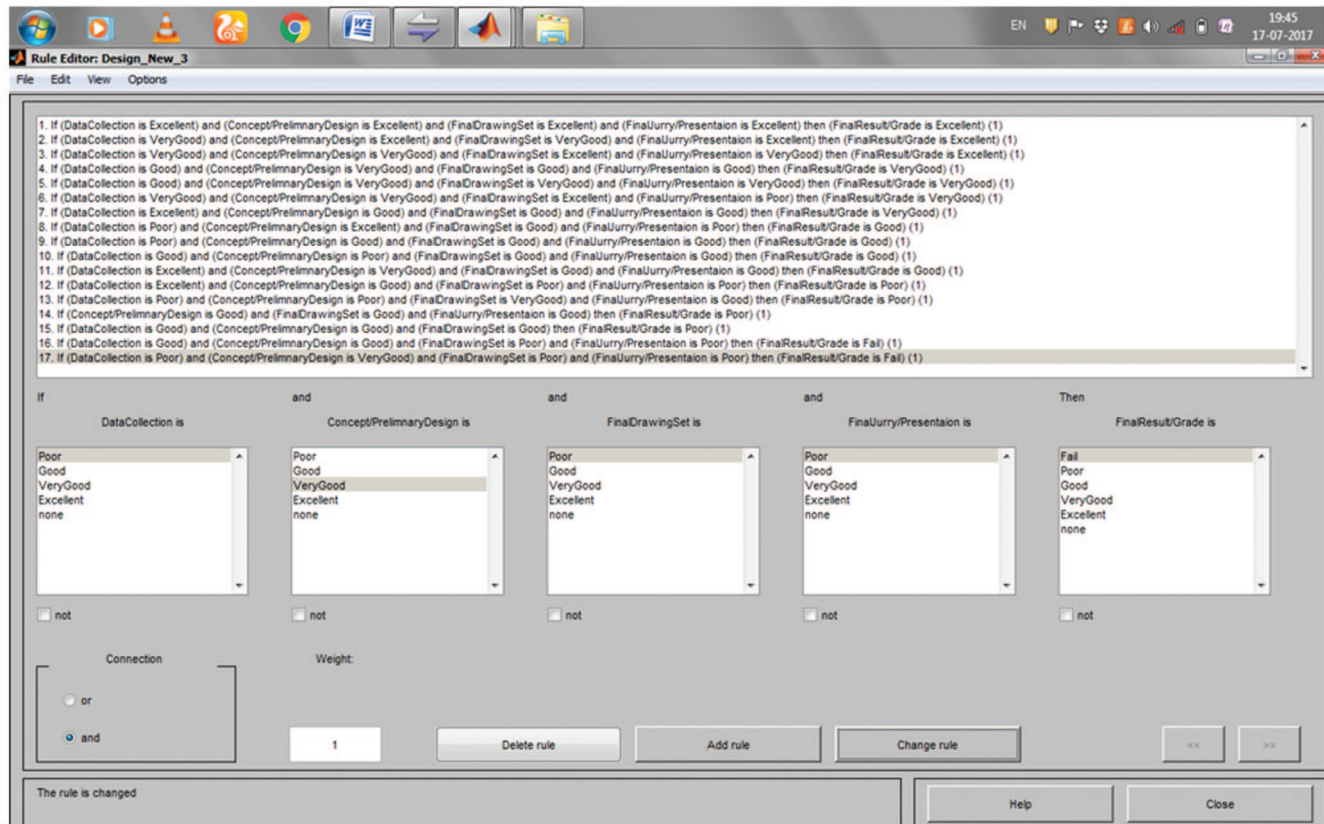 EN
19:45
17-07-2017
Rule Editor: Design_New_3
File Edit View Options
1. If (DataCollection is Excellent) and (Concept/PrelimnaryDesign is Excellent) and (FinalDrawingSet is Excellent) and (FinalJurry/Presentaion is Excellent) then (FinalResult/Grade is Excellent) (1)
2. If (DataCollection is VeryGood) and (Concept/PrelimnaryDesign is Excellent) and (FinalDrawingSet is VeryGood) and (FinalJurry/Presentaion is Excellent) then (FinalResult/Grade is Excellent) (1)
3. If (DataCollection is VeryGood) and (Concept/PrelimnaryDesign is VeryGood) and (FinalDrawingSet is Excellent) and (FinalJurry/Presentaion is VeryGood) then (FinalResult/Grade is Excellent) (1)
4. If (DataCollection is Good) and (Concept/PrelimnaryDesign is VeryGood) and (FinalDrawingSet is Good) and (FinalJurry/Presentaion is Good) then (FinalResult/Grade is VeryGood) (1)
5. If (DataCollection is Good) and (Concept/PrelimnaryDesign is VeryGood) and (FinalDrawingSet is VeryGood) and (FinalJurry/Presentaion is VeryGood) then (FinalResult/Grade is VeryGood) (1)
6. If (DataCollection is VeryGood) and (Concept/PrelimnaryDesign is VeryGood) and (FinalDrawingSet is Excellent) and (FinalJurry/Presentaion is Poor) then (FinalResult/Grade is VeryGood) (1)
7. If (DataCollection is Excellent) and (Concept/PrelimnaryDesign is Good) and (FinalDrawingSet is Good) and (FinalJurry/Presentaion is Good) then (FinalResult/Grade is VeryGood) (1)
8. If (DataCollection is Poor) and (Concept/PrelimnaryDesign is Excellent) and (FinalDrawingSet is Good) and (FinalJurry/Presentaion is Poor) then (FinalResult/Grade is Good) (1)
9. If (DataCollection is Poor) and (Concept/PrelimnaryDesign is Good) and (FinalDrawingSet is Good) and (FinalJurry/Presentaion is Good) then (FinalResult/Grade is Good) (1)
10. If (DataCollection is Good) and (Concept/PrelimnaryDesign is Poor) and (FinalDrawingSet is Good) and (FinalJurry/Presentaion is Good) then (FinalResult/Grade is Good) (1)
11. If (DataCollection is Excellent) and (Concept/PrelimnaryDesign is VeryGood) and (FinalDrawingSet is Good) and (FinalJurry/Presentaion is Good) then (FinalResult/Grade is Good) (1)
12. If (DataCollection is Excellent) and (Concept/PrelimnaryDesign is Good) and (FinalDrawingSet is Poor) and (FinalJurry/Presentaion is Poor) then (FinalResult/Grade is Poor) (1)
13. If (DataCollection is Poor) and (Concept/PrelimnaryDesign is Poor) and (FinalDrawingSet is VeryGood) and (FinalJurry/Presentaion is Good) then (FinalResult/Grade is Poor) (1)
14. If (Concept/PrelimnaryDesign is Good) and (FinalDrawingSet is Good) and (FinalJurry/Presentaion is Good) then (FinalResult/Grade is Poor) (1)
15. If (DataCollection is Good) and (Concept/PrelimnaryDesign is Good) and (FinalDrawingSet is Good) then (FinalResult/Grade is Poor) (1)
16. If (DataCollection is Good) and (Concept/PrelimnaryDesign is Good) and (FinalDrawingSet is Poor) and (FinalJurry/Presentaion is Poor) then (FinalResult/Grade is Fail) (1)
17. If (DataCollection is Poor) and (Concept/PrelimnaryDesign is VeryGood) and (FinalDrawingSet is Poor) and (FinalJurry/Presentaion is Poor) then (FinalResult/Grade is Fail) (1)
If and and and Then
DataCollection is Concept/PrelimnaryDesign is FinalDrawingSet is FinalJurry/Presentaion is FinalResult/Grade is
Poor Poor Poor Poor Fail
Good Good Good Good Poor
VeryGood VeryGood VeryGood VeryGood Good
Excellent Excellent Excellent Excellent VeryGood
none none none none Excellent
none
not not not not not
Connection Weight:
or
and 1 Delete rule Add rule Change rule << >>
The rule is changed Help Close